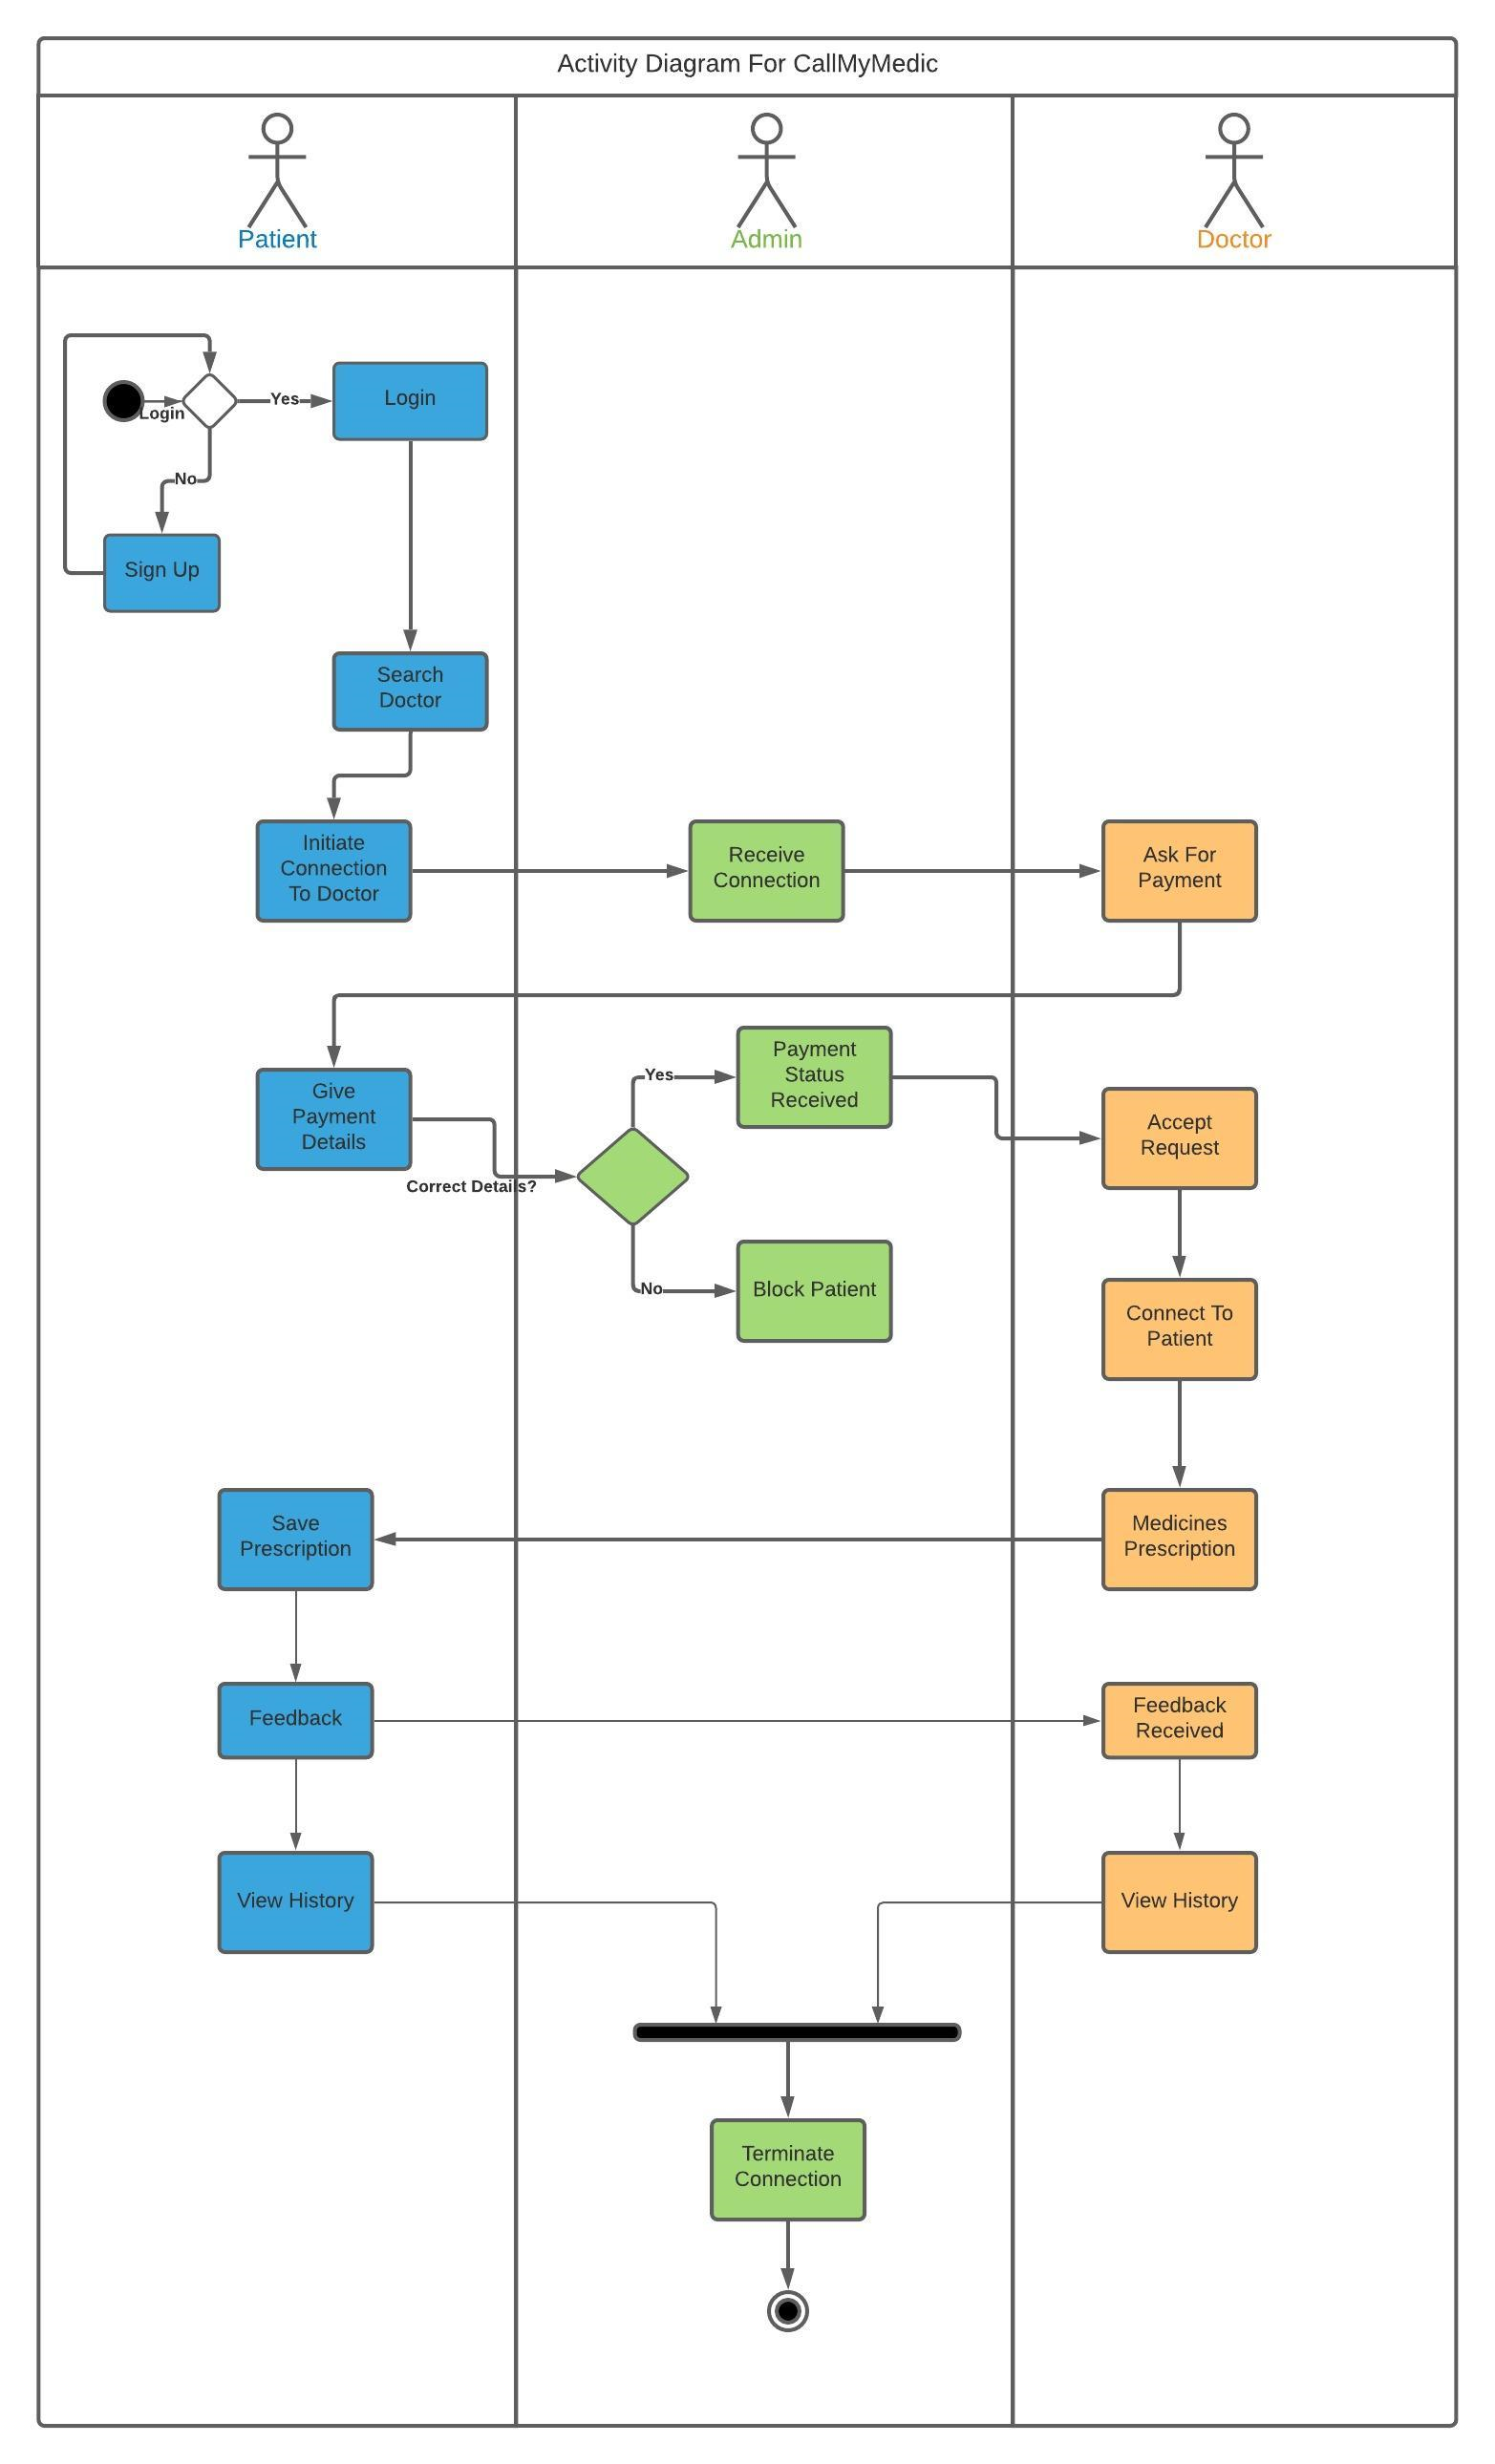 Activity Diagram For CallMyMedic
Patient
Admin
Doctor
Login
Yes
Login
No
Sign Up
Search
Doctor
Initiate
Connection
To Doctor
Receive
Connection
Ask For
Payment
Give
Payment
Details
Correct Details?
Yes
Payment
Status
Received
Accept
Request
No
Block Patient
Connect To
Patient
Save
Prescription
Medicines
Prescription
Feedback
Feedback
Received
View History
View History
Terminate
Connection